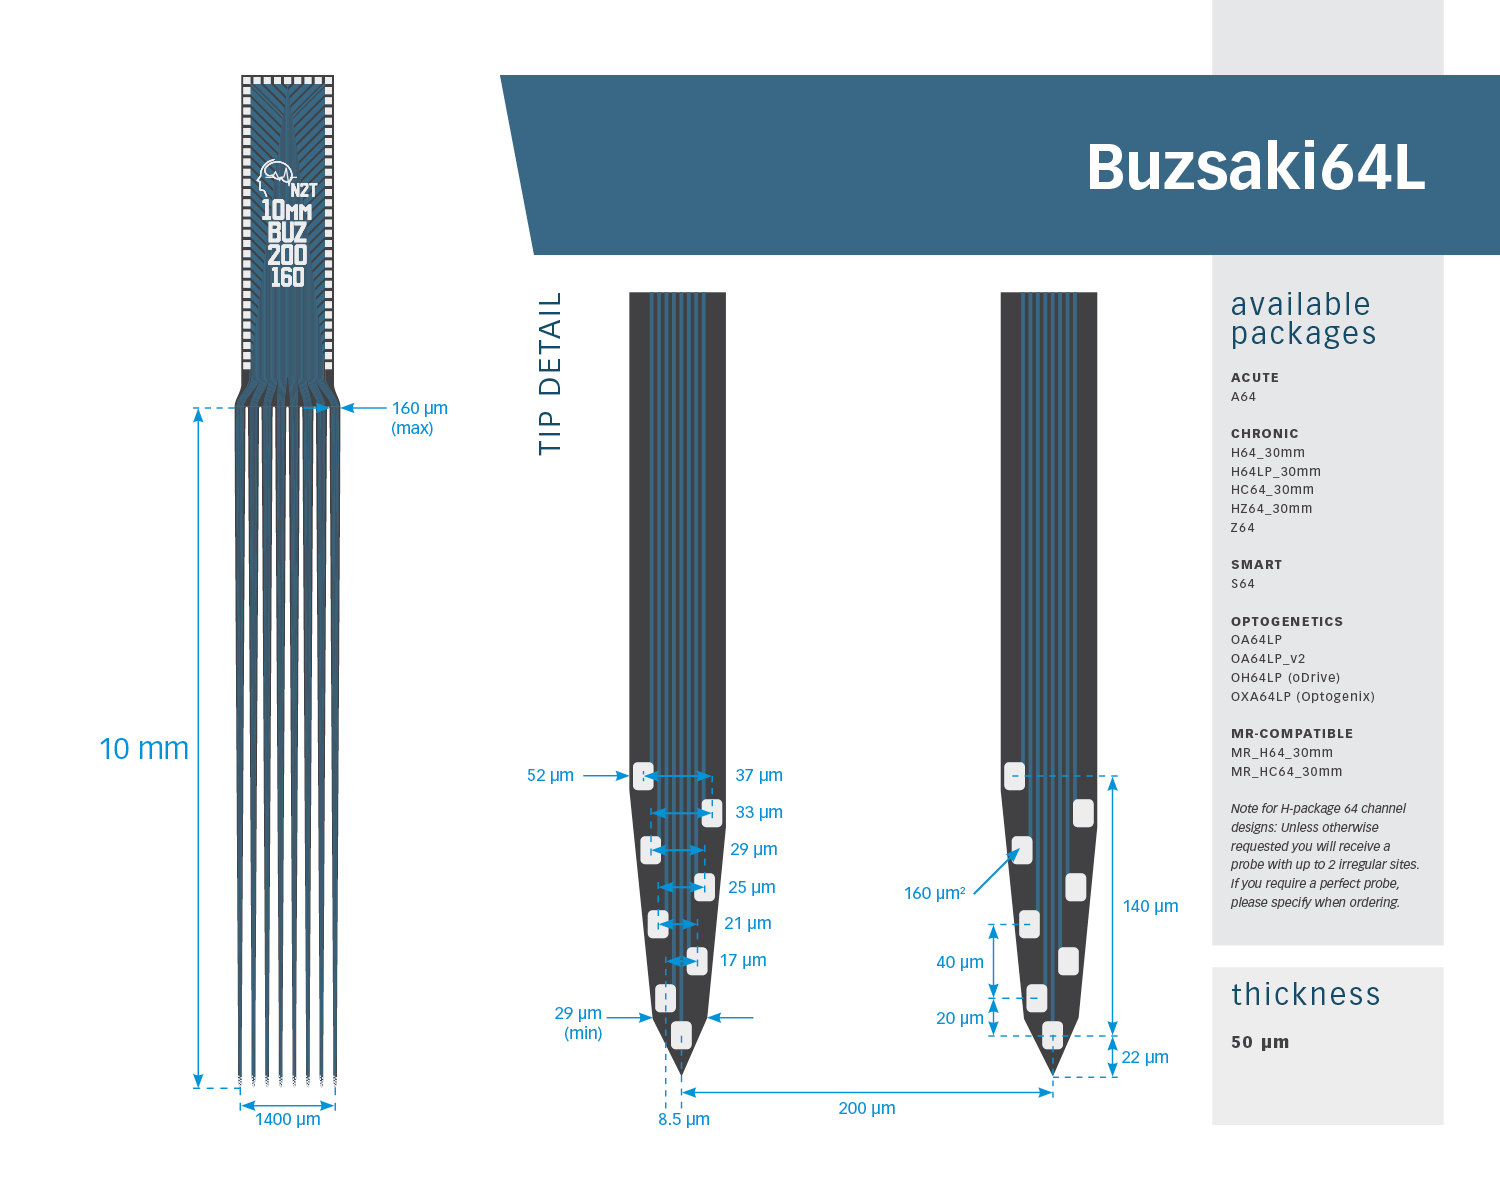 Buzsaki64L
N2T
10MM
BUZ
200
160
160 µm
(max)
10 mm
1400 µm
TIP DETAIL
52 µm
37 µm
33 µm
29 µm
25 µm
21 µm
17 µm
29 µm
(min)
8.5 µm
200 µm
160 µm²
40 µm
20 µm
140 µm
22 µm
available
packages
ACUTE
A64
CHRONIC
H64_30mm
H64LP_30mm
HC64_30mm
HZ64_30mm
Z64
SMART
S64
OPTOGENETICS
OA64LP
OA64LP_v2
OH64LP (oDrive)
OXA64LP (Optogenix)
MR-COMPATIBLE
MR_H64_30mm
MR_HC64_30mm
Note for H-package 64 channel
designs: Unless otherwise
requested you will receive a
probe with up to 2 irregular sites.
If you require a perfect probe,
please specify when ordering.
thickness
50 µm